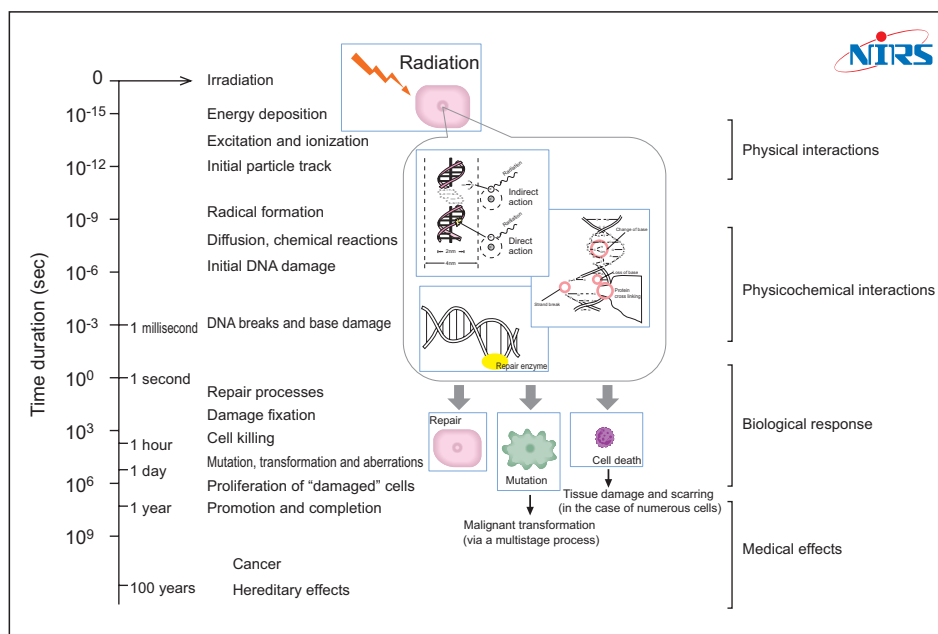 NIRS
Radiation
Time duration (sec)
0
Irradiation
10-15
Energy deposition
Excitation and ionization
10-12
Initial particle track
10-9
Radical formation
Diffusion, chemical reactions
10-6
Initial DNA damage
10-3
1 millisecond
DNA breaks and base damage
100
1 second
Repair processes
Damage fixation
103
1 hour
Cell killing
1 day
Mutation, transformation and aberrations
106
Proliferation of “damaged” cells
1 year
Promotion and completion
109
Cancer
100 years
Hereditary effects
Radiation
Indirect
action
Radiation
Direct
action
2nm
4nm
Change of base
Loss of base
Protein
cross linking
Strand break
Repair enzyme
Repair
Mutation
Cell death
Malignant transformation
(via a multistage process)
Tissue damage and scarring
(in the case of numerous cells)
Physical interactions
Physicochemical interactions
Biological response
Medical effects